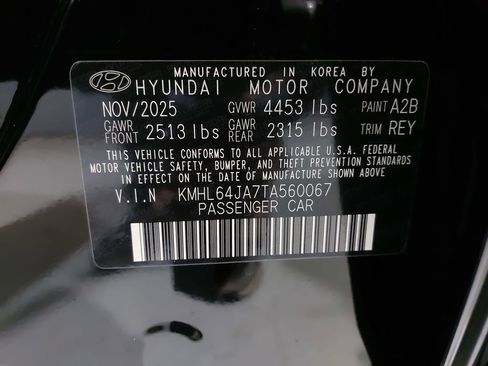 MANUFACTURED IN KOREA BY
HYUNDAI MOTOR COMPANY
NOV/2025 GVWR 4453 lbs PAINT A2B
GAWR FRONT 2513 lbs GAWR REAR 2315 lbs TRIM REY
THIS VEHICLE CONFORMS TO ALL APPLICABLE U.S.A. FEDERAL
MOTOR VEHICLE SAFETY, BUMPER, AND THEFT PREVENTION
STANDARDS IN EFFECT ON THE DATE OF MANUFACTURE SHOWN ABOVE.
V.I.N KMHL64JA7TA560067
PASSENGER CAR